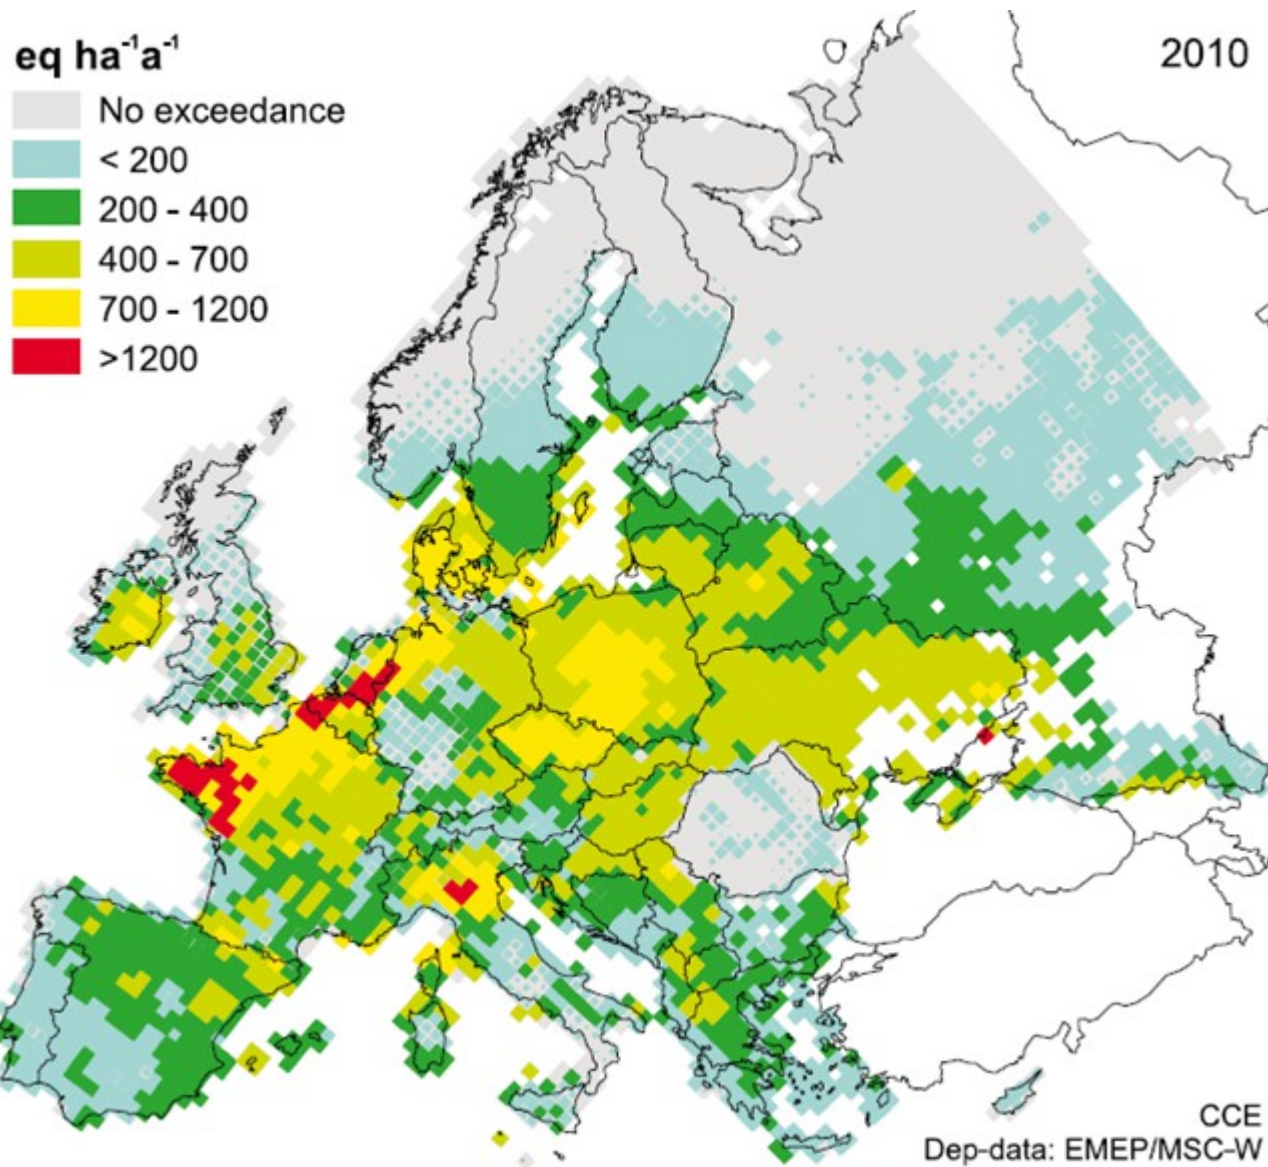 eq ha⁻¹a⁻¹
2010
No exceedance
< 200
200 - 400
400 - 700
700 - 1200
>1200
CCE
Dep-data: EMEP/MSC-W